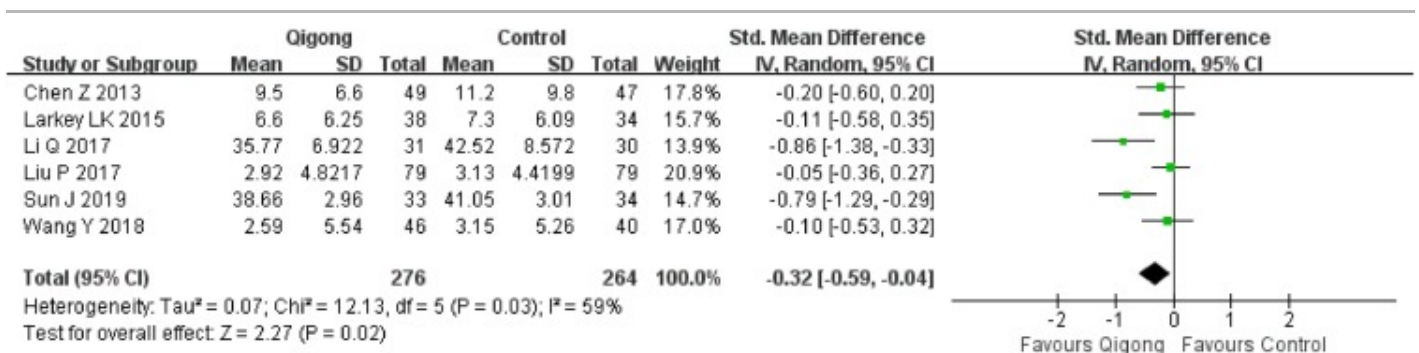 Qigong Control Std. Mean Difference Std. Mean Difference
Study or Subgroup Mean SD Total Mean SD Total Weight IV, Random, 95% CI IV, Random, 95% CI
Chen Z 2013 9.5 6.6 49 11.2 9.8 47 17.8% -0.20 [-0.60, 0.20]
Larkey LK 2015 6.6 6.25 38 7.3 6.09 34 15.7% -0.11 [-0.58, 0.35]
Li Q 2017 35.77 6.922 31 42.52 8.572 30 13.9% -0.86 [-1.38, -0.33]
Liu P 2017 2.92 4.8217 79 3.13 4.4199 79 20.9% -0.05 [-0.36, 0.27]
Sun J 2019 38.66 2.96 33 41.05 3.01 34 14.7% -0.79 [-1.29, -0.29]
Wang Y 2018 2.59 5.54 46 3.15 5.26 40 17.0% -0.10 [-0.53, 0.32]
Total (95% CI) 276 264 100.0% -0.32 [-0.59, -0.04]
Heterogeneity: Tau² = 0.07; Chi² = 12.13, df = 5 (P = 0.03); I² = 59%
Test for overall effect: Z = 2.27 (P = 0.02)
-2 -1 0 1 2
Favours Qigong Favours Control